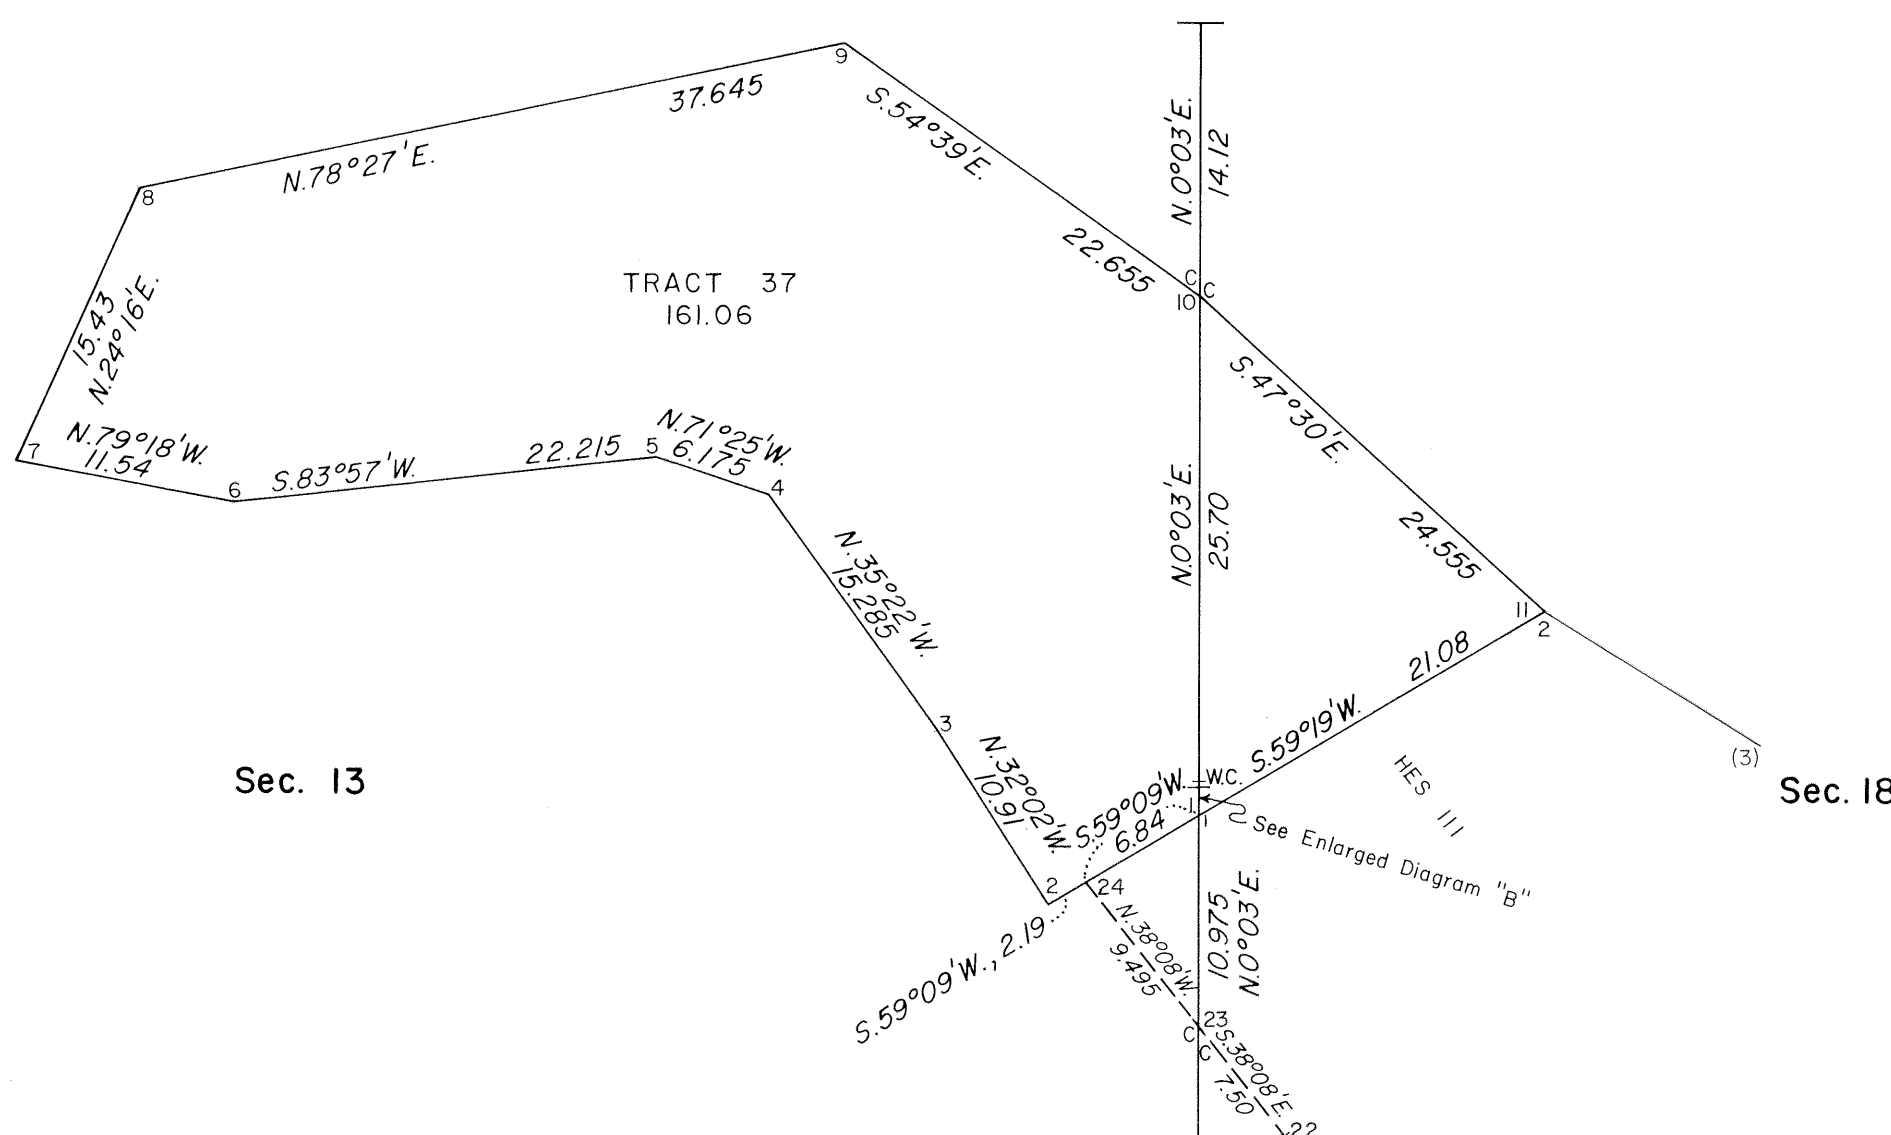 9
37.645
N.78°27'E.
8
S.54°39'E.
22.655
N.0°03'E.
14.12
C
C
10
TRACT 37
161.06
15.43
N.24°16'E.
7
N.79°18'W.
11.54
6
S.83°57'W.
22.215
5
N.71°25'W.
6.175
4
S.47°30'E.
24.555
N.0°03'E.
25.70
11
2
N.35°22'W.
15.285
3
21.08
S.59°19'W.
(3)
Sec. 13
Sec. 18
HES 111
N.32°02'W.
10.91
W.C.
S.59°09'W.
6.84
1
1
See Enlarged Diagram "B"
2
24
S.59°09'W., 2.19
N.38°08'W.
9.495
10.975
N.0°03'E.
23
C
C
S.38°08'E.
7.50
22